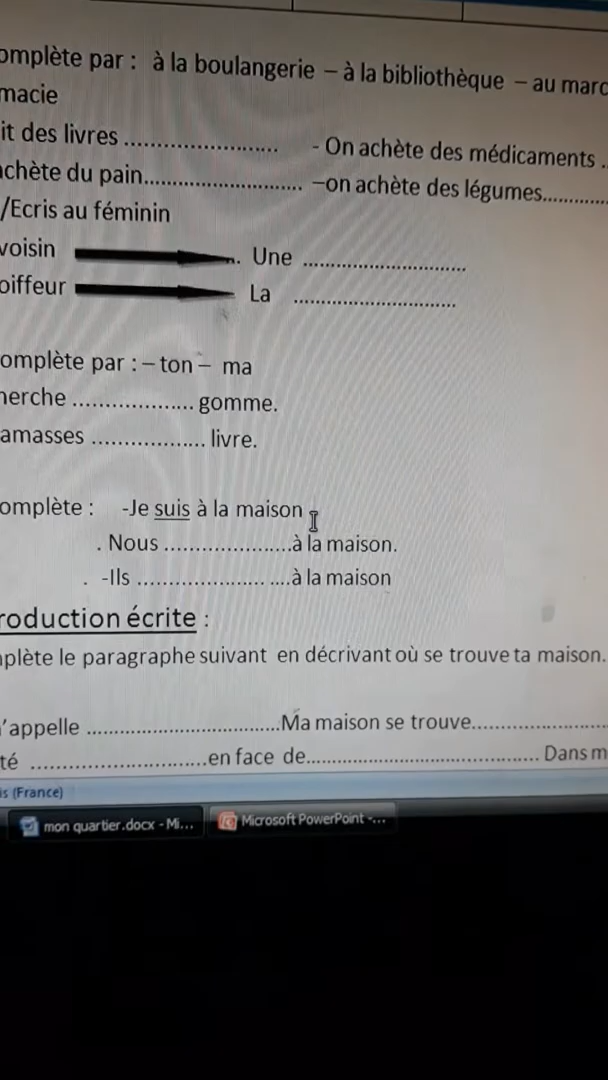 omplète par : à la boulangerie – à la bibliothèque – au marc
macie
it des livres ............................ - On achète des médicaments ..
achète du pain............................ –on achète des légumes............
/Ecris au féminin
voisin .. Une ............................
oiffeur La ............................
omplète par : – ton – ma
herche .................... gomme.
amasses .................. livre.
omplète : -Je suis à la maison
. Nous ......................à la maison.
. -Ils ...................... ....à la maison
roduction écrite :
plète le paragraphe suivant en décrivant où se trouve ta maison.
'appelle ..................................Ma maison se trouve........................
té ..............................en face de........................................ Dans m
is (France)
mon quartier.docx - Mi...
Microsoft PowerPoint -...